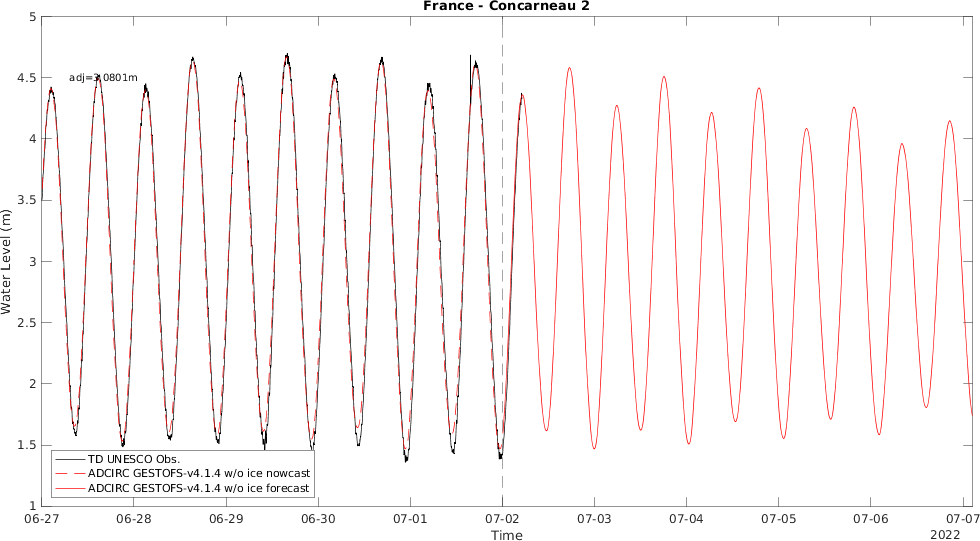 France - Concarneau 2
Water Level (m)
5
4.5
4
3.5
3
2.5
2
1.5
1
adj=3.0801m
TD UNESCO Obs.
ADCIRC GESTOFS-v4.1.4 w/o ice nowcast
ADCIRC GESTOFS-v4.1.4 w/o ice forecast
06-27 06-28 06-29 06-30 07-01 07-02 07-03 07-04 07-05 07-06 07-07
Time
2022